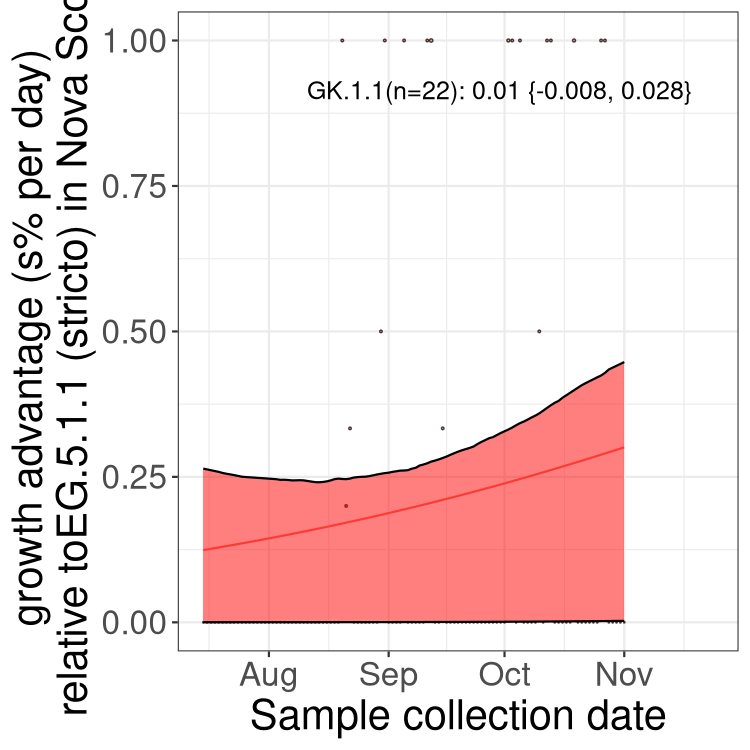 growth advantage (s% per day)
relative toEG.5.1.1 (stricto) in Nova Sco
1.00
0.75
0.50
0.25
0.00
GK.1.1(n=22): 0.01 {-0.008, 0.028}
Aug Sep Oct Nov
Sample collection date